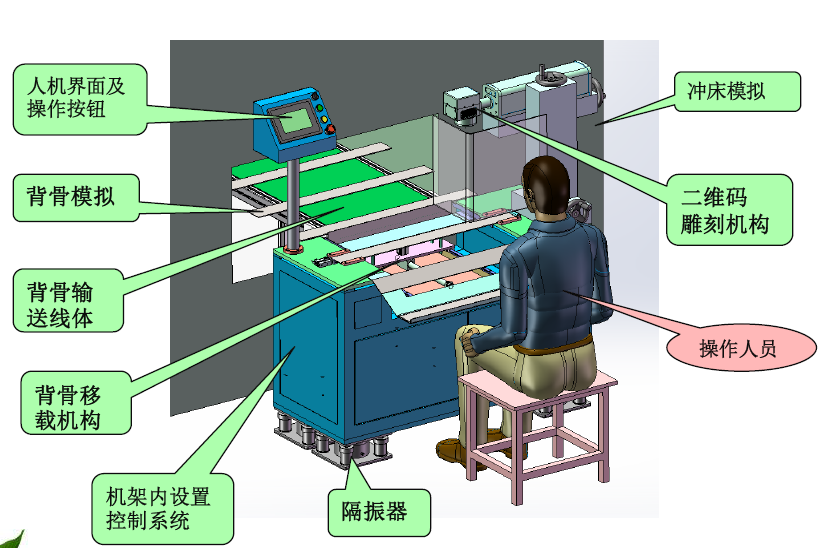 人机界面及
操作按钮
背骨模拟
背骨输
送线体
背骨移
载机构
机架内设置
控制系统
隔振器
冲床模拟
二维码
雕刻机构
操作人员